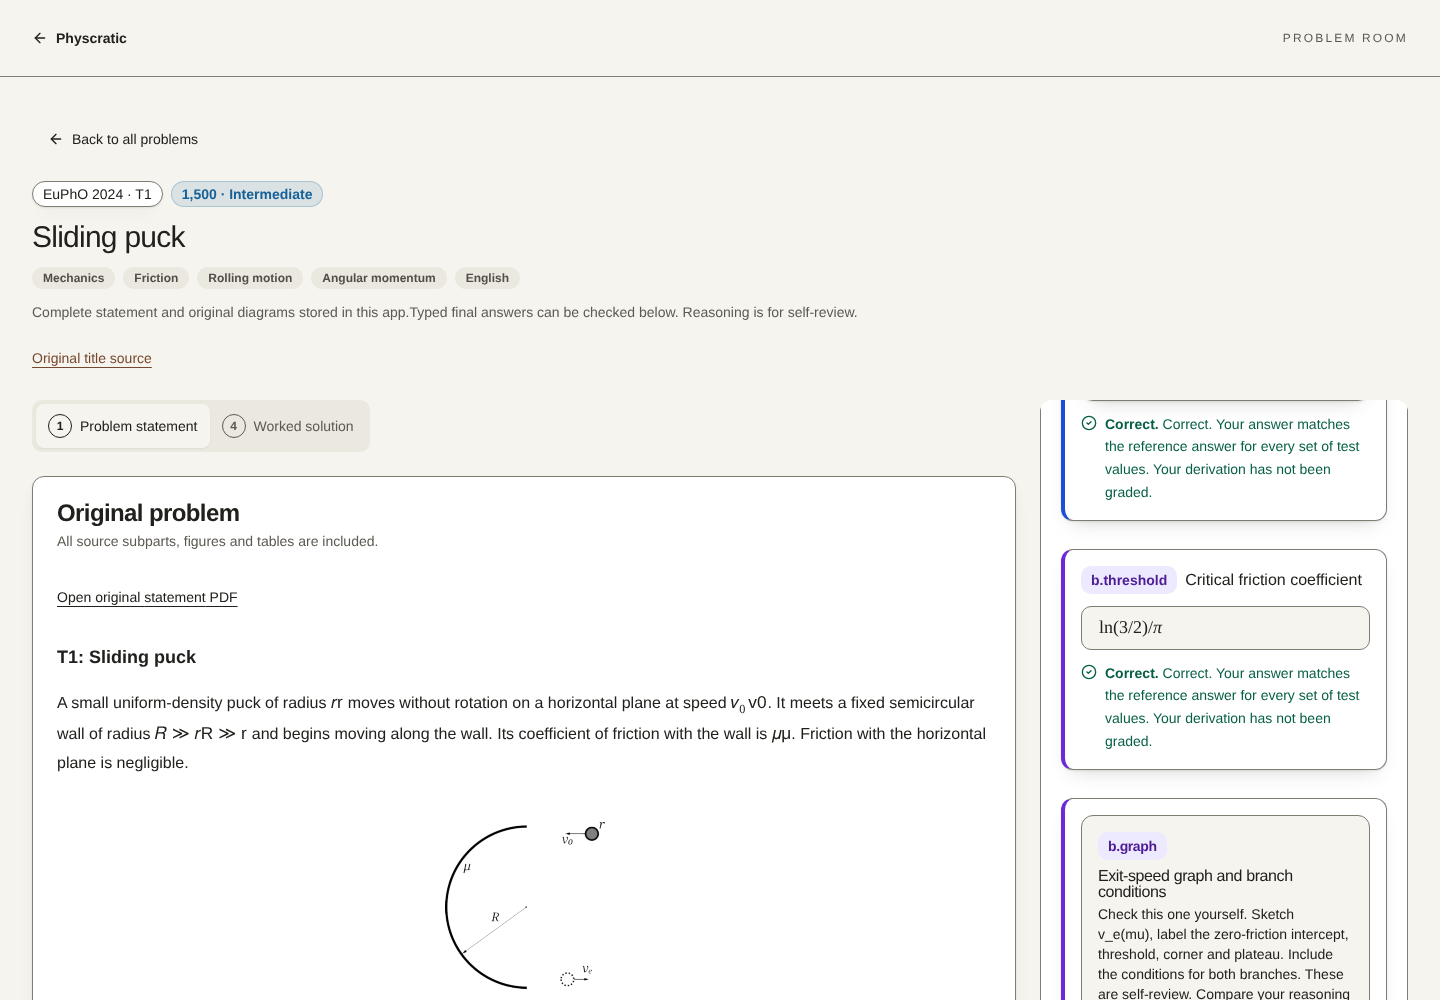 Physcratic
PROBLEM ROOM
Back to all problems
EuPhO 2024 · T1
1,500 · Intermediate
Sliding puck
Mechanics
Friction
Rolling motion
Angular momentum
English
Complete statement and original diagrams stored in this app.Typed final answers can be checked below. Reasoning is for self-review.
Original title source
1 Problem statement
4 Worked solution
Original problem
All source subparts, figures and tables are included.
Open original statement PDF
T1: Sliding puck
A small uniform-density puck of radius rr moves without rotation on a horizontal plane at speed v0 v0. It meets a fixed semicircular
wall of radius R ≫ rR ≫ r and begins moving along the wall. Its coefficient of friction with the wall is μμ. Friction with the horizontal
plane is negligible.
r
v0
μ
R
ve
Correct. Correct. Your answer matches
the reference answer for every set of test
values. Your derivation has not been
graded.
b.threshold Critical friction coefficient
ln(3/2)/π
Correct. Correct. Your answer matches
the reference answer for every set of test
values. Your derivation has not been
graded.
b.graph
Exit-speed graph and branch
conditions
Check this one yourself. Sketch
v_e(mu), label the zero-friction intercept,
threshold, corner and plateau. Include
the conditions for both branches. These
are self-review. Compare your reasoning